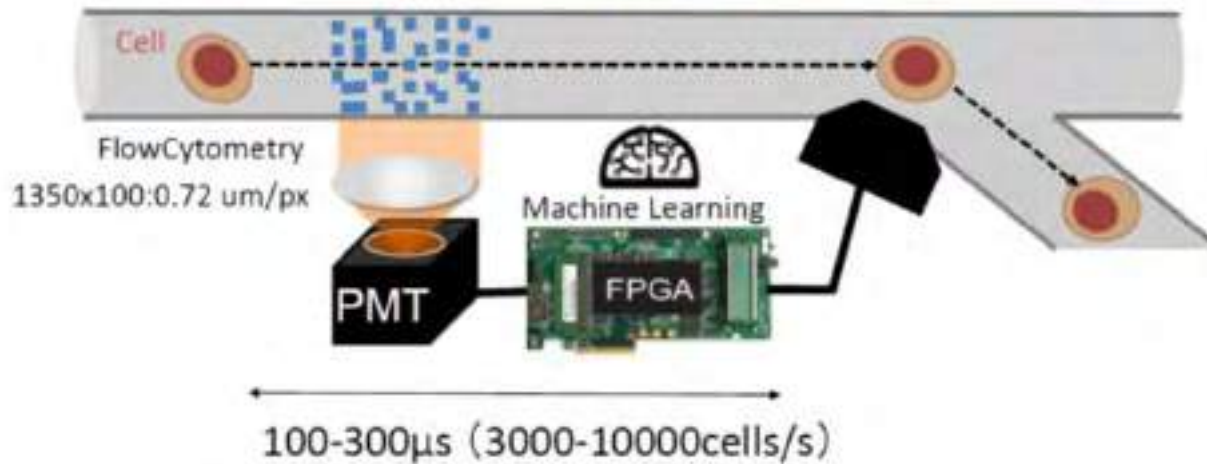 Cell
FlowCytometry
1350x100:0.72 um/px
Machine Learning
PMT
FPGA
100-300μs (3000-10000cells/s)